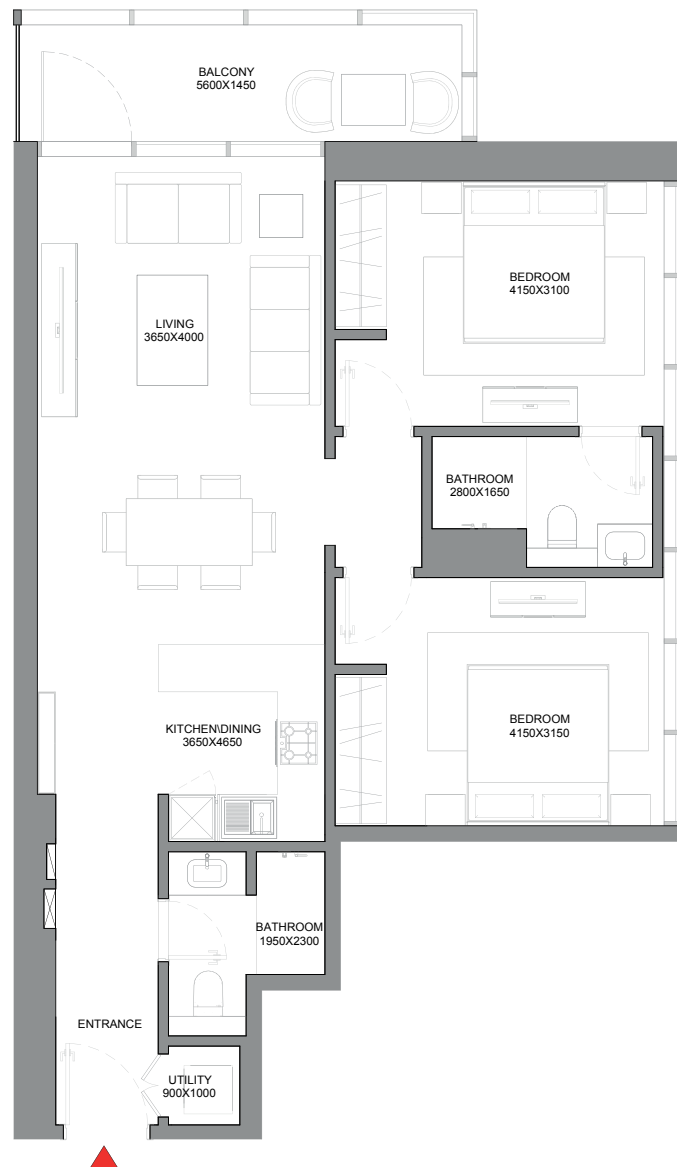 BALCONY
5600X1450
BEDROOM
4150X3100
LIVING
3650X4000
BATHROOM
2800X1650
BEDROOM
4150X3150
KITCHEN\DINING
3650X4650
BATHROOM
1950X2300
ENTRANCE
UTILITY
900X1000